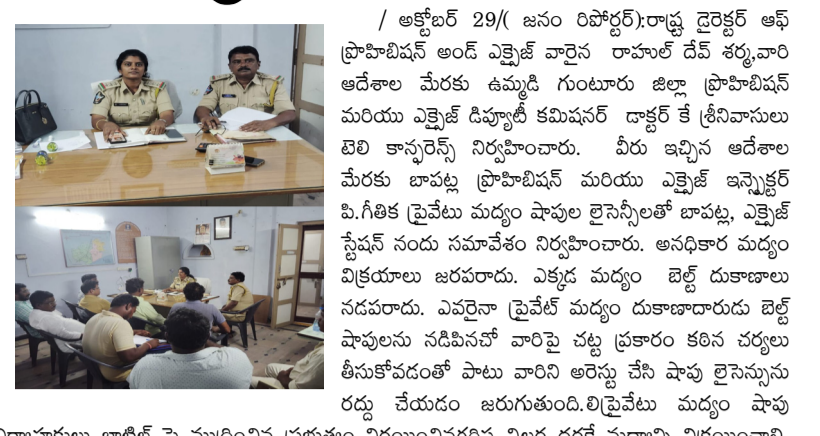 / అక్టోబర్ 29/( జనం రిపోర్టర్):రాష్ట్ర డైరెక్టర్ ఆఫ్
ప్రొహిబిషన్ అండ్ ఎక్సైజ్ వారైన రాహుల్ దేవ్ శర్మ,వారి
ఆదేశాల మేరకు ఉమ్మడి గుంటూరు జిల్లా ప్రొహిబిషన్
మరియు ఎక్సైజ్ డిప్యూటీ కమిషనర్ డాక్టర్ కే శ్రీనివాసులు
టెలి కాన్ఫరెన్స్ నిర్వహించారు. వీరు ఇచ్చిన ఆదేశాల
మేరకు బాపట్ల ప్రొహిబిషన్ మరియు ఎక్సైజ్ ఇన్స్పెక్టర్
పి.గీతిక ప్రైవేటు మద్యం షాపుల లైసెన్సీలతో బాపట్ల, ఎక్సైజ్
స్టేషన్ నందు సమావేశం నిర్వహించారు. అనధికార మద్యం
విక్రయాలు జరపరాదు. ఎక్కడ మద్యం బెల్ట్ దుకాణాలు
నడపరాదు. ఎవరైనా ప్రైవేట్ మద్యం దుకాణాదారుడు బెల్ట్
షాపులను నడిపినచో వారిపై చట్ట ప్రకారం కఠిన చర్యలు
తీసుకోవడంతో పాటు వారిని అరెస్టు చేసి షాపు లైసెన్సును
రద్దు చేయడం జరుగుతుంది.లిప్రైవేటు మద్యం షాపు